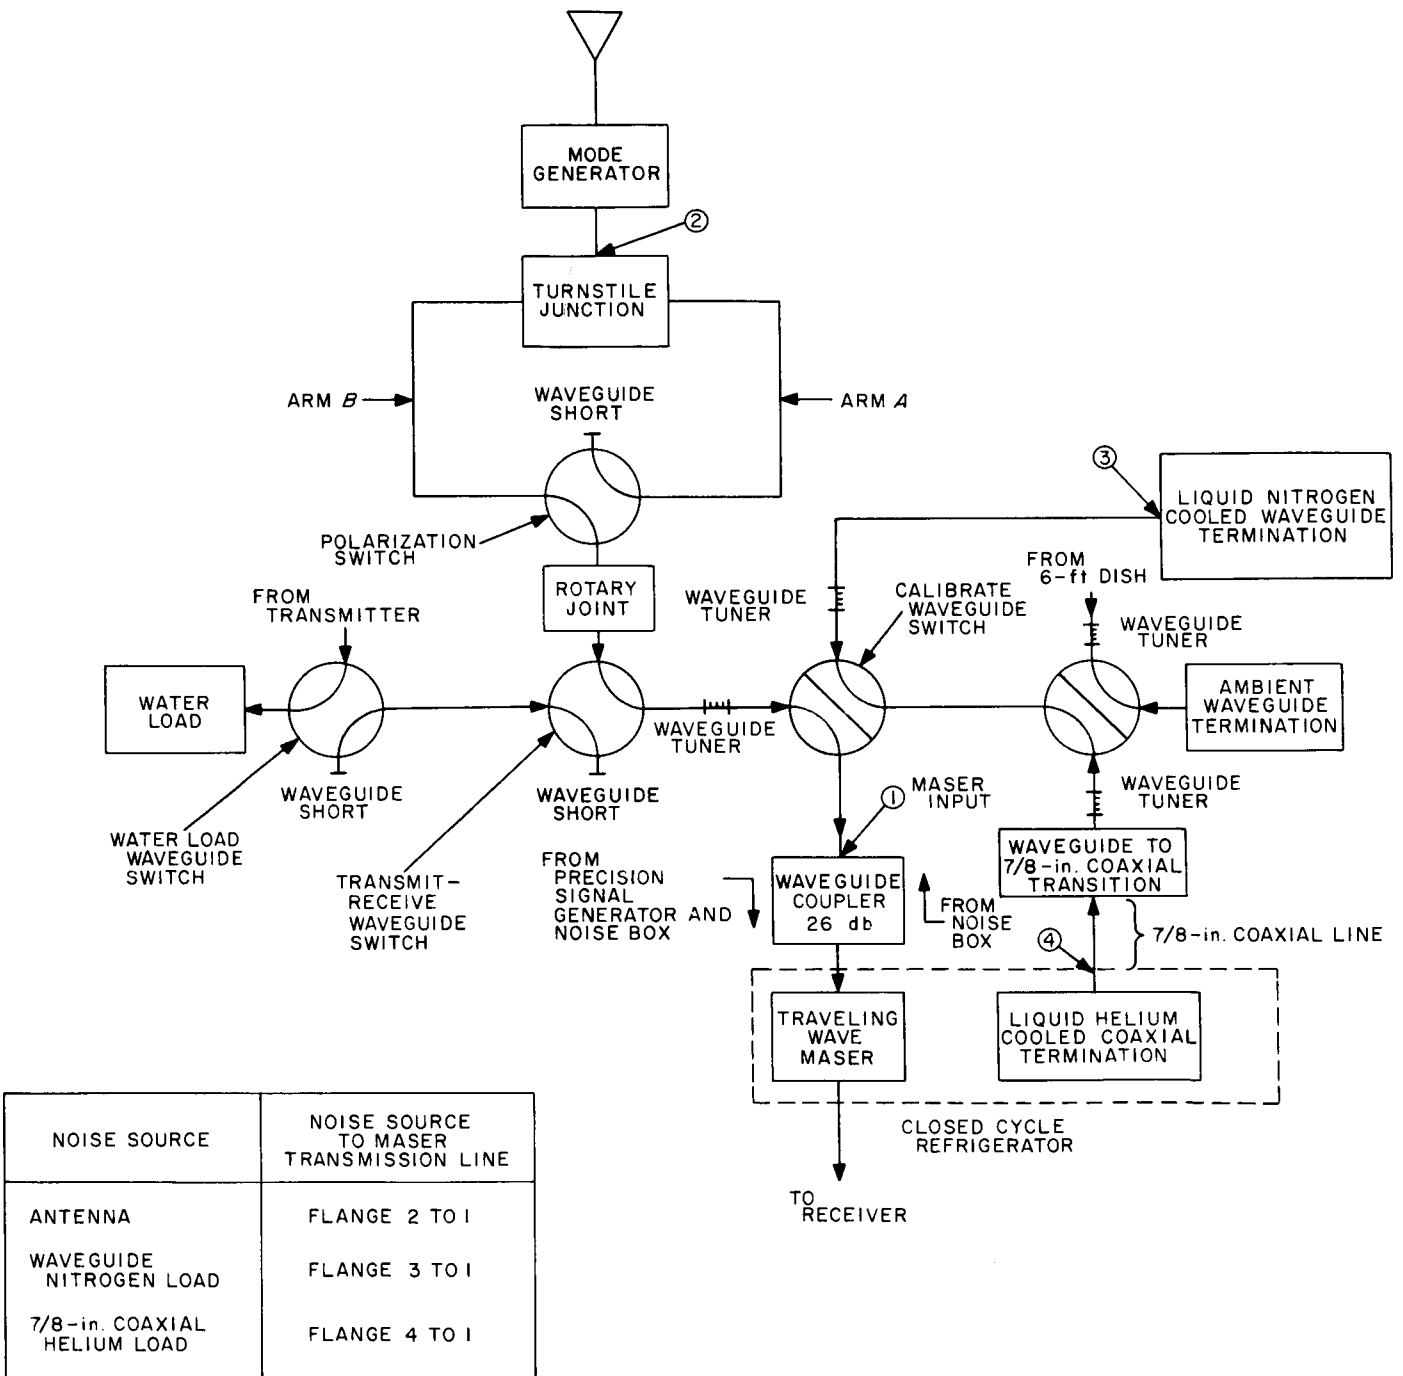 MODE
GENERATOR
②
TURNSTILE
JUNCTION
ARM B
WAVEGUIDE
SHORT
ARM A
③
LIQUID NITROGEN
COOLED WAVEGUIDE
TERMINATION
POLARIZATION
SWITCH
FROM
6-ft DISH
FROM
TRANSMITTER
ROTARY
JOINT
WAVEGUIDE
TUNER
CALIBRATE
WAVEGUIDE
SWITCH
WAVEGUIDE
TUNER
WATER
LOAD
WAVEGUIDE
TUNER
AMBIENT
WAVEGUIDE
TERMINATION
WAVEGUIDE
SHORT
WAVEGUIDE
SHORT
①
MASER
INPUT
WAVEGUIDE
TUNER
WATER LOAD
WAVEGUIDE
SWITCH
TRANSMIT-
RECEIVE
WAVEGUIDE
SWITCH
FROM
PRECISION
SIGNAL
GENERATOR AND
NOISE BOX
WAVEGUIDE
COUPLER
26 db
FROM
NOISE
BOX
WAVEGUIDE TO
7/8-in. COAXIAL
TRANSITION
④
7/8-in. COAXIAL LINE
TRAVELING
WAVE
MASER
LIQUID HELIUM
COOLED COAXIAL
TERMINATION
CLOSED CYCLE
REFRIGERATOR
TO
RECEIVER
NOISE SOURCE
NOISE SOURCE
TO MASER
TRANSMISSION LINE
ANTENNA
FLANGE 2 TO 1
WAVEGUIDE
NITROGEN LOAD
FLANGE 3 TO 1
7/8-in. COAXIAL
HELIUM LOAD
FLANGE 4 TO 1